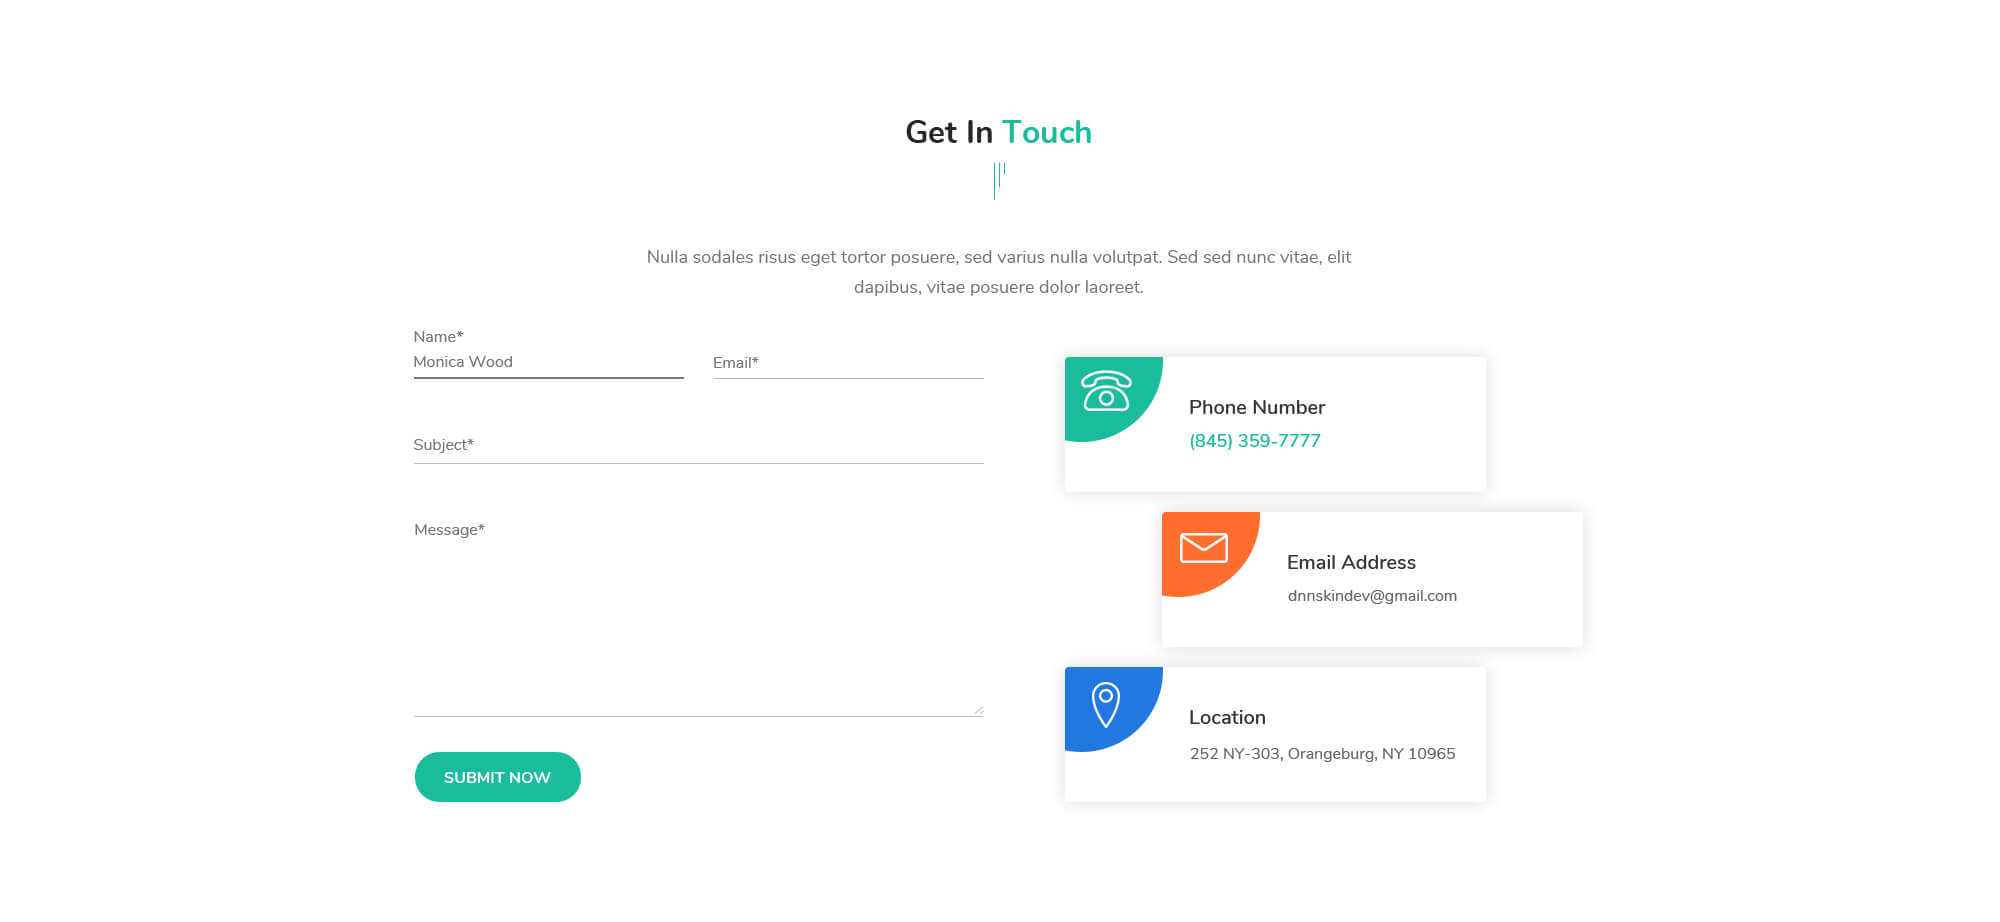 Get In Touch
Nulla sodales risus eget tortor posuere, sed varius nulla volutpat. Sed sed nunc vitae, elit
dapibus, vitae posuere dolor laoreet.
Name*
Monica Wood
Email*
Subject*
Message*
SUBMIT NOW
Phone Number
(845) 359-7777
Email Address
dnnskindev@gmail.com
Location
252 NY-303, Orangeburg, NY 10965